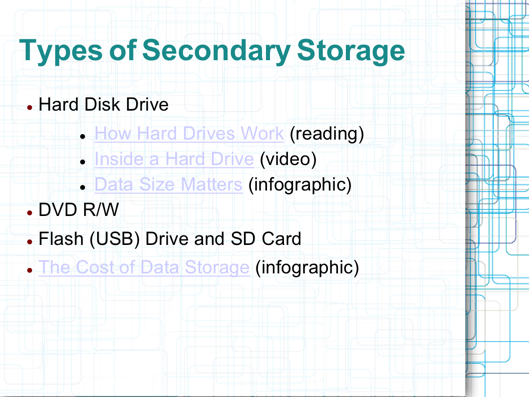 Types of Secondary Storage
Hard Disk Drive
How Hard Drives Work (reading)
Inside a Hard Drive (video)
Data Size Matters (infographic)
DVD R/W
Flash (USB) Drive and SD Card
The Cost of Data Storage (infographic)